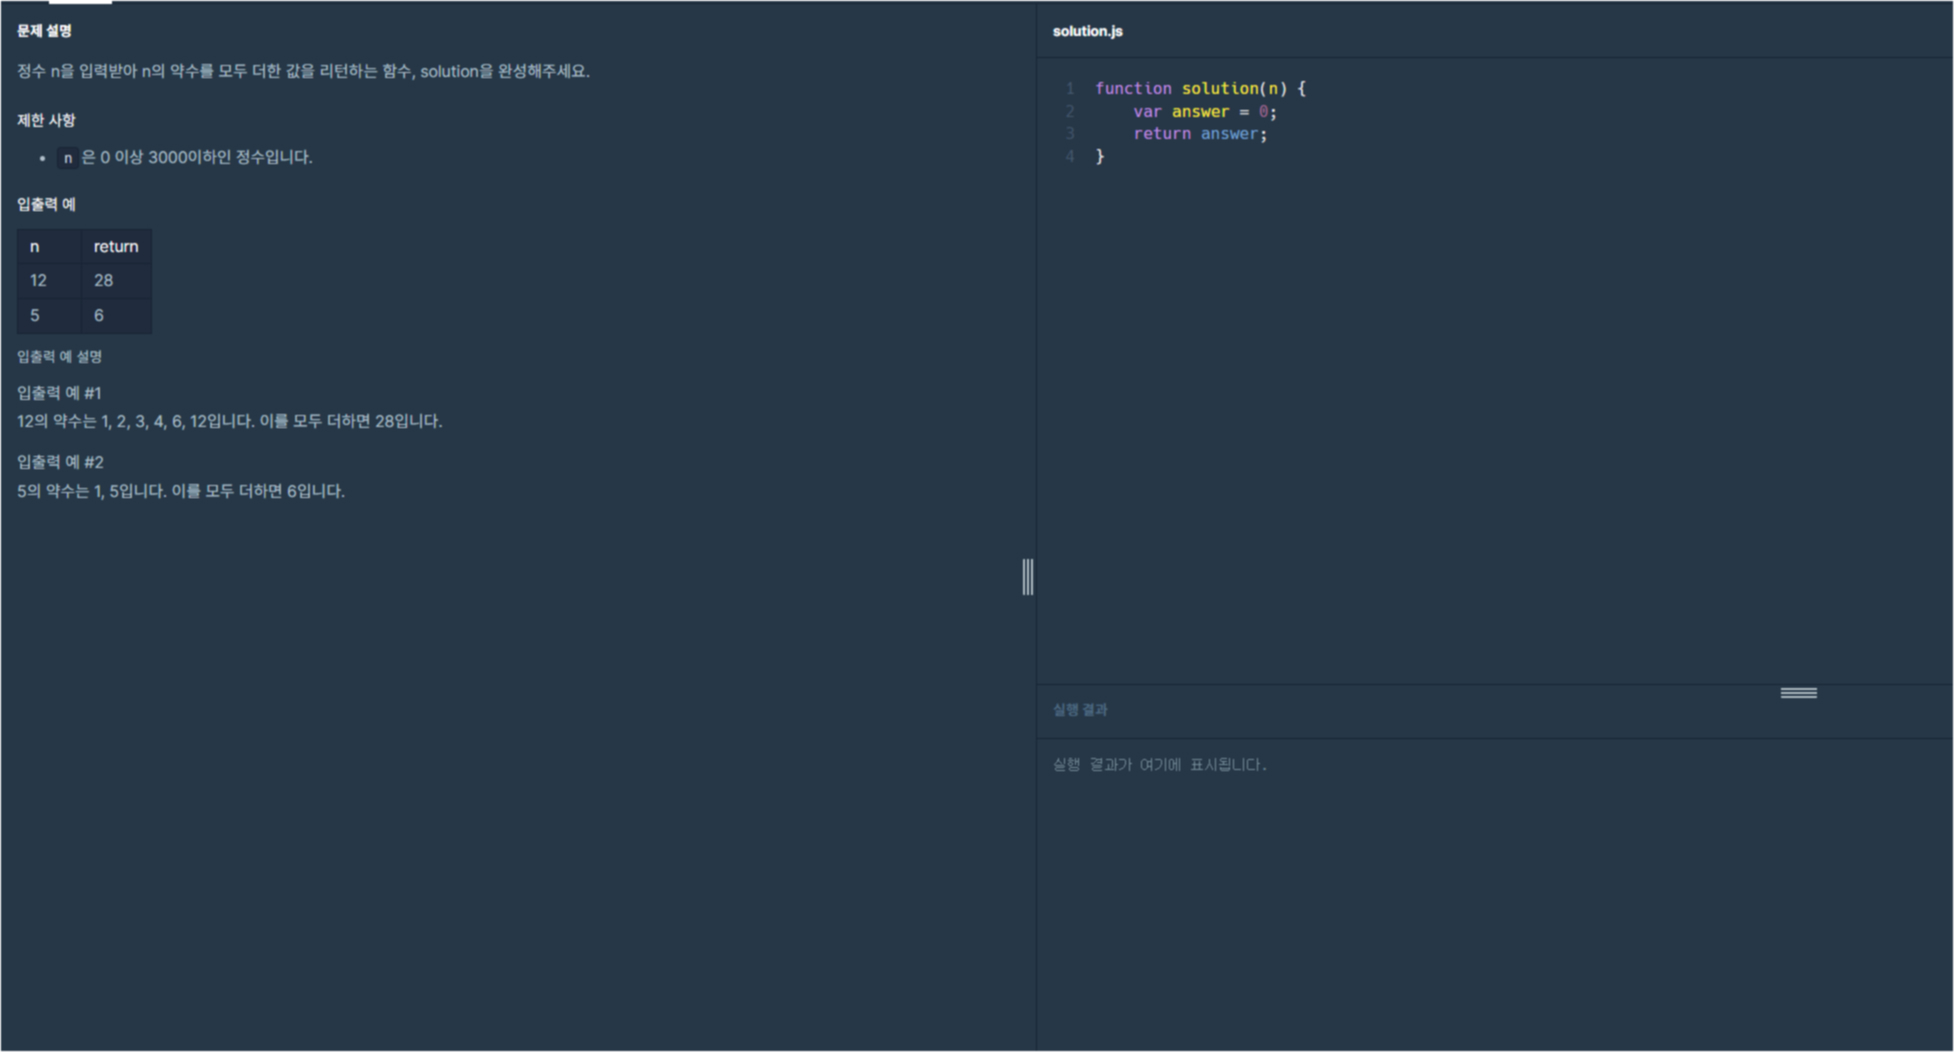 문제 설명
정수 n을 입력받아 n의 약수를 모두 더한 값을 리턴하는 함수, solution을 완성해주세요.
제한 사항
• n 은 0 이상 3000이하인 정수입니다.
입출력 예
n return
12 28
5 6
입출력 예 설명
입출력 예 #1
12의 약수는 1, 2, 3, 4, 6, 12입니다. 이를 모두 더하면 28입니다.
입출력 예 #2
5의 약수는 1, 5입니다. 이를 모두 더하면 6입니다.
solution.js
1 function solution(n) {
2     var answer = 0;
3     return answer;
4 }
실행 결과
실행 결과가 여기에 표시됩니다.